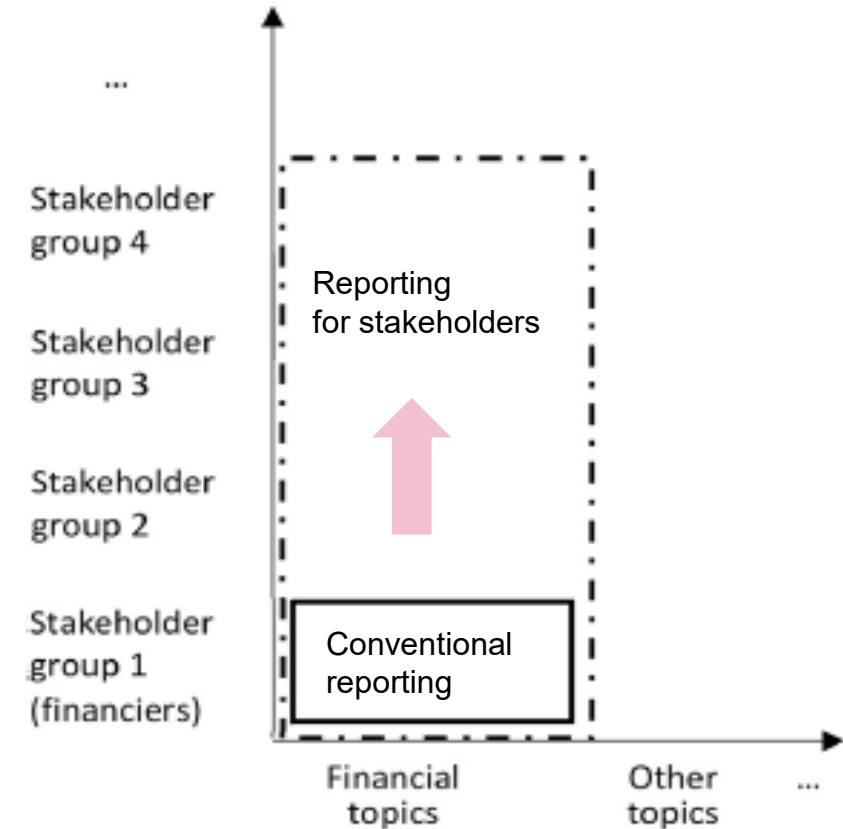 ...
Stakeholder
group 4
Reporting
for stakeholders
Stakeholder
group 3
Stakeholder
group 2
Stakeholder
group 1
(financiers)
Conventional
reporting
Financial
topics
Other
topics
...